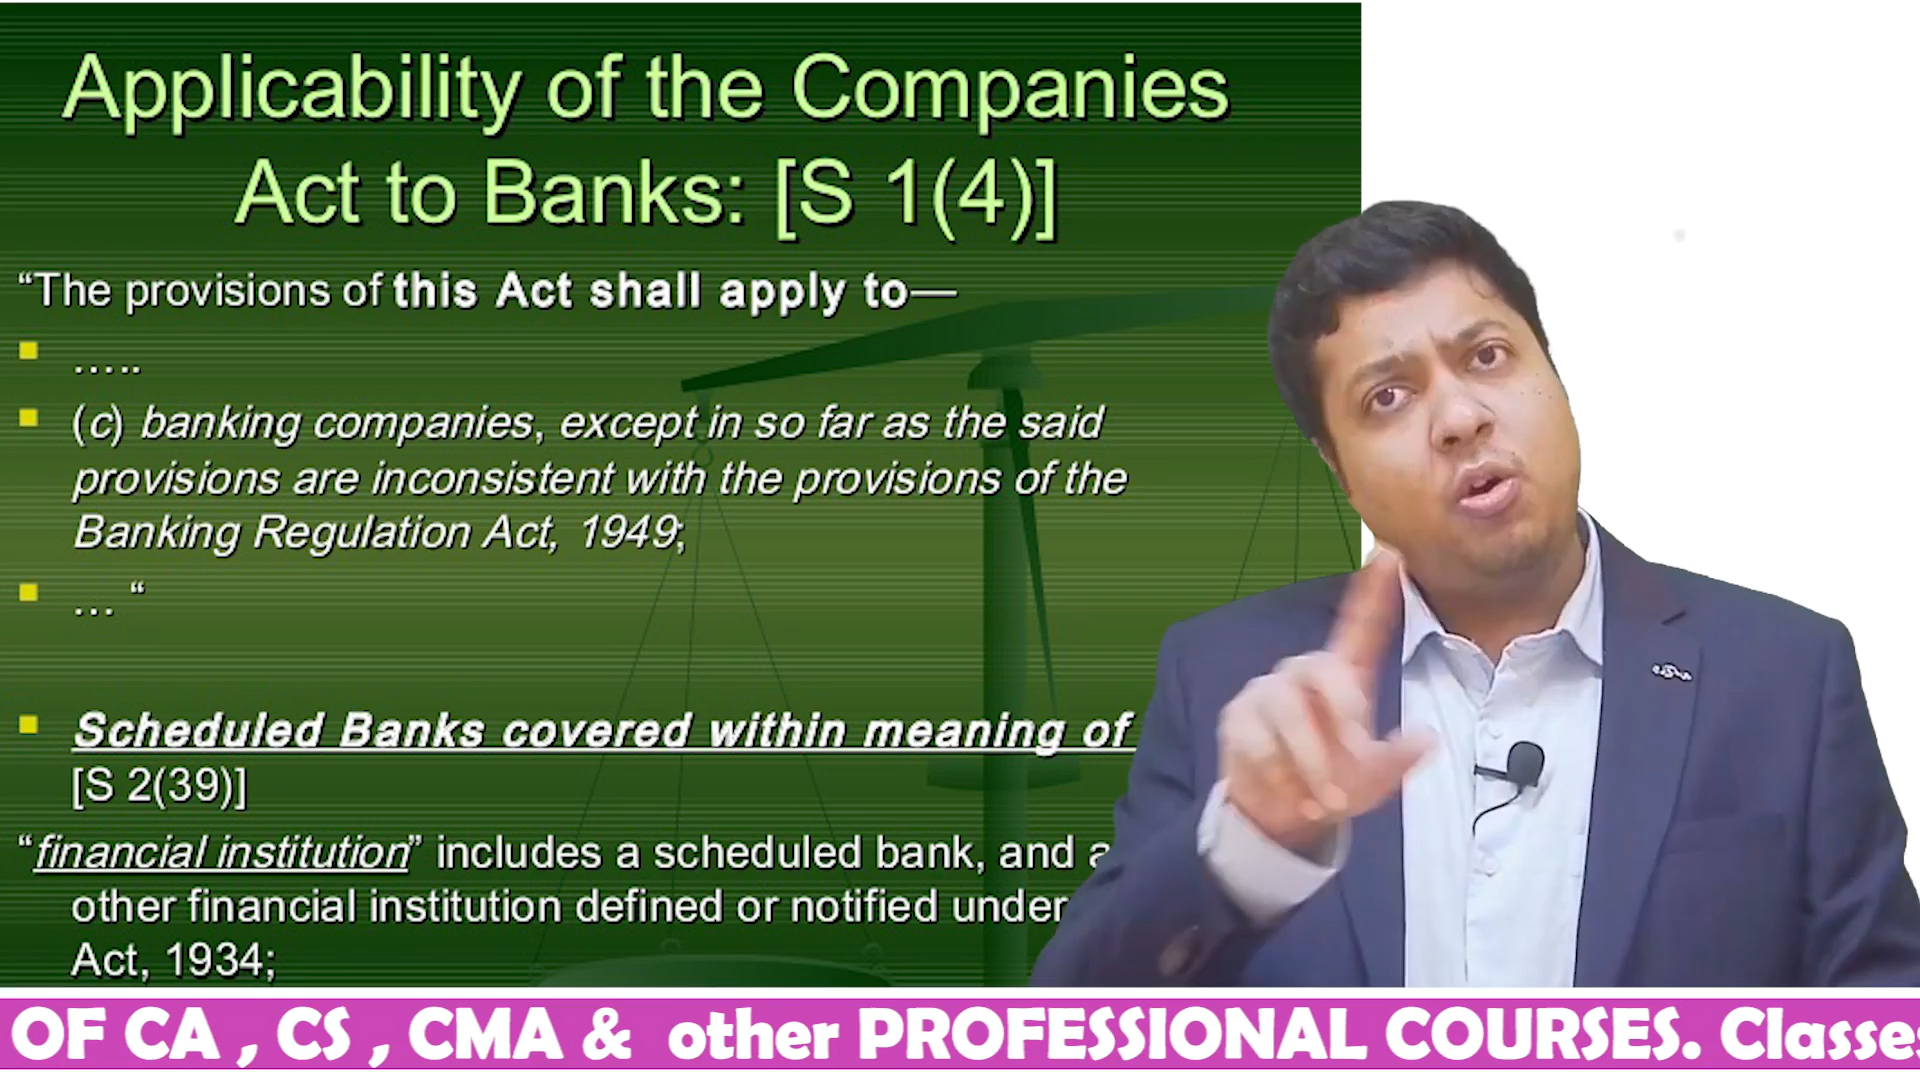 Applicability of the Companies
Act to Banks: [S 1(4)]
“The provisions of this Act shall apply to—
…..
(c) banking companies, except in so far as the said
provisions are inconsistent with the provisions of the
Banking Regulation Act, 1949;
… “
Scheduled Banks covered within meaning of
[S 2(39)]
“financial institution” includes a scheduled bank, and
other financial institution defined or notified under
Act, 1934;
OF CA , CS , CMA & other PROFESSIONAL COURSES. Classes